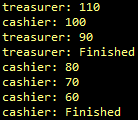 treasurer: 110
cashier: 100
treasurer: 90
treasurer: Finished
cashier: 80
cashier: 70
cashier: 60
cashier: Finished